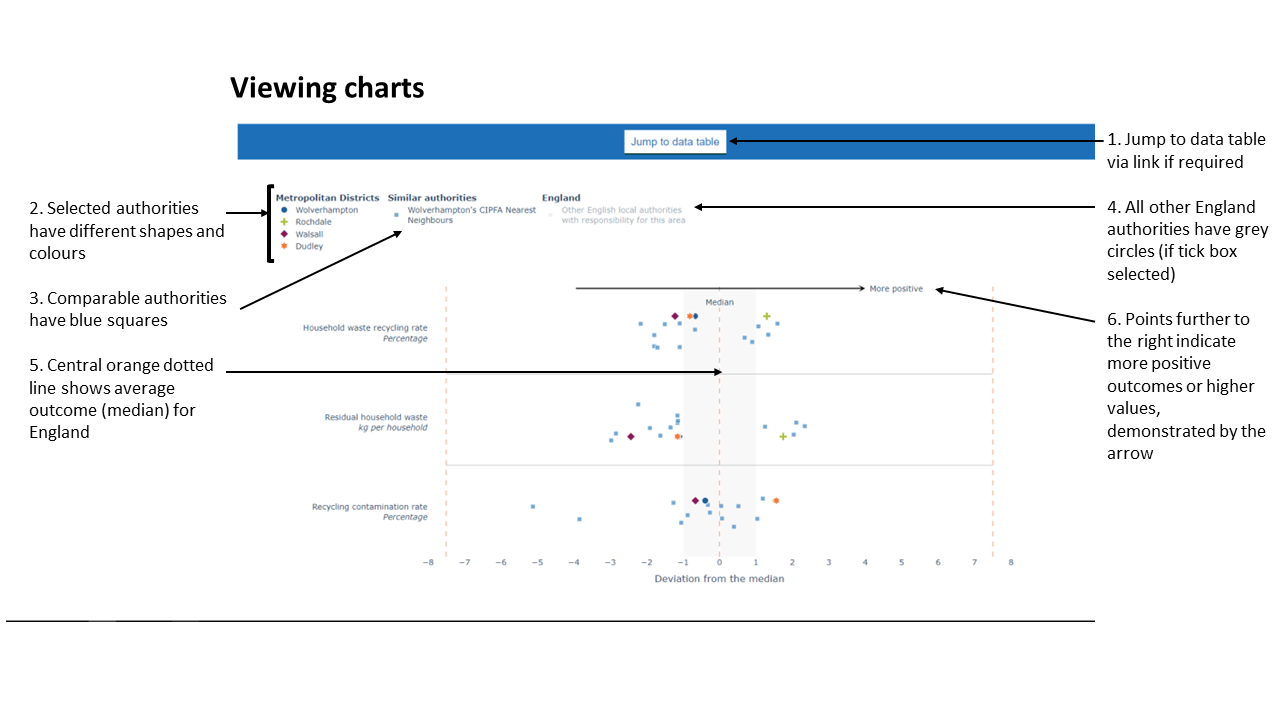 Viewing charts
Jump to data table
1. Jump to data table
via link if required
2. Selected authorities
have different shapes and
colours
3. Comparable authorities
have blue squares
5. Central orange dotted
line shows average
outcome (median) for
England
Metropolitan Districts
Wolverhampton
Rochdale
Walsall
Dudley
Similar authorities
Wolverhampton's CIPFA Nearest
Neighbours
England
Other English local authorities
with responsibility for this area
4. All other England
authorities have grey
circles (if tick box
selected)
6. Points further to
the right indicate
more positive
outcomes or higher
values,
demonstrated by the
arrow
More positive
Median
Household waste recycling rate
Percentage
Residual household waste
kg per household
Recycling contamination rate
Percentage
−8 −7 −6 −5 −4 −3 −2 −1 0 1 2 3 4 5 6 7 8
Deviation from the median